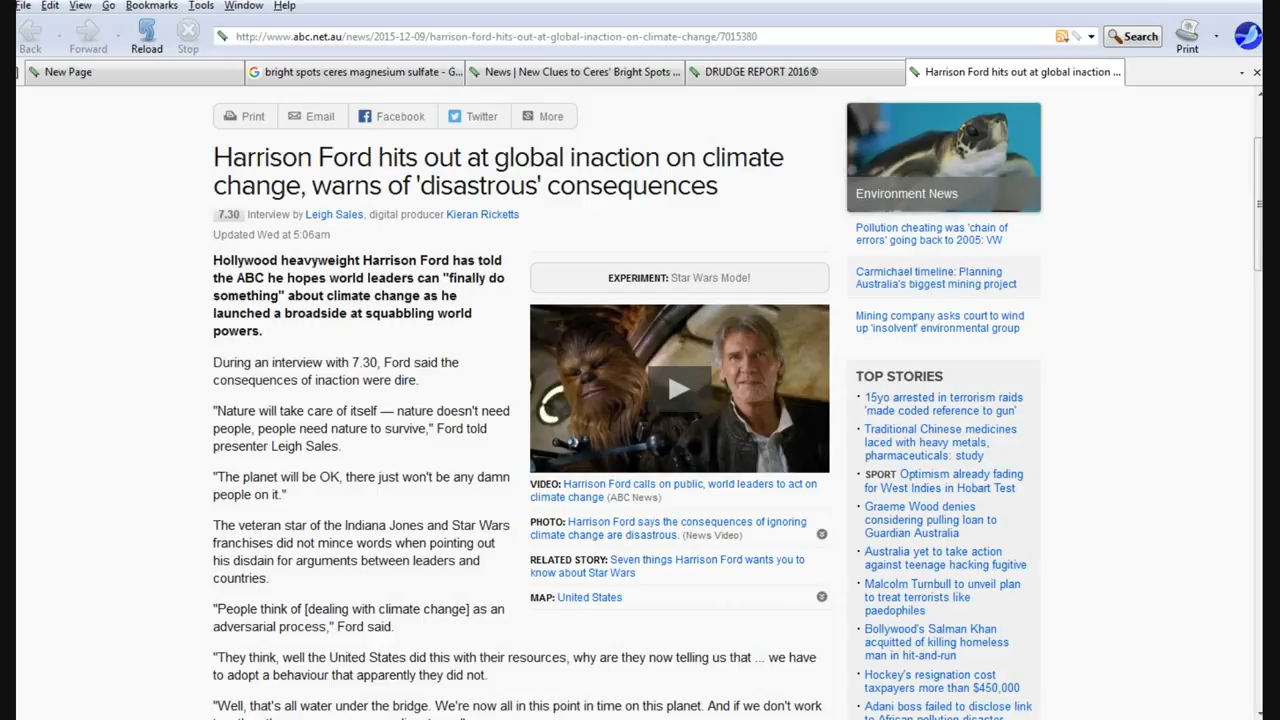 File Edit View Go Bookmarks Tools Window Help
Back Forward Reload Stop
http://www.abc.net.au/news/2015-12-09/harrison-ford-hits-out-at-global-inaction-on-climate-change/7015380
Search
Print
New Page
bright spots ceres magnesium sulfate - G...
News | New Clues to Ceres' Bright Spots ...
DRUDGE REPORT 2016®
Harrison Ford hits out at global inaction ...
Print Email Facebook Twitter More
Harrison Ford hits out at global inaction on climate
change, warns of 'disastrous' consequences
7.30 Interview by Leigh Sales, digital producer Kieran Ricketts
Updated Wed at 5:06am
Hollywood heavyweight Harrison Ford has told
the ABC he hopes world leaders can "finally do
something" about climate change as he
launched a broadside at squabbling world
powers.
During an interview with 7.30, Ford said the
consequences of inaction were dire.
"Nature will take care of itself — nature doesn't need
people, people need nature to survive," Ford told
presenter Leigh Sales.
"The planet will be OK, there just won't be any damn
people on it."
The veteran star of the Indiana Jones and Star Wars
franchises did not mince words when pointing out
his disdain for arguments between leaders and
countries.
"People think of [dealing with climate change] as an
adversarial process," Ford said.
"They think, well the United States did this with their resources, why are they now telling us that ... we have
to adopt a behaviour that apparently they did not.
"Well, that's all water under the bridge. We're now all in this point in time on this planet. And if we don't work
EXPERIMENT: Star Wars Mode!
VIDEO: Harrison Ford calls on public, world leaders to act on
climate change (ABC News)
PHOTO: Harrison Ford says the consequences of ignoring
climate change are disastrous. (News Video)
RELATED STORY: Seven things Harrison Ford wants you to
know about Star Wars
MAP: United States
Environment News
Pollution cheating was 'chain of
errors' going back to 2005: VW
Carmichael timeline: Planning
Australia's biggest mining project
Mining company asks court to wind
up 'insolvent' environmental group
TOP STORIES
15yo arrested in terrorism raids
'made coded reference to gun'
Traditional Chinese medicines
laced with heavy metals,
pharmaceuticals: study
SPORT Optimism already fading
for West Indies in Hobart Test
Graeme Wood denies
considering pulling loan to
Guardian Australia
Australia yet to take action
against teenage hacking fugitive
Malcolm Turnbull to unveil plan
to treat terrorists like
paedophiles
Bollywood's Salman Khan
acquitted of killing homeless
man in hit-and-run
Hockey's resignation cost
taxpayers more than $450,000
Adani boss failed to disclose link
to African pollution disaster